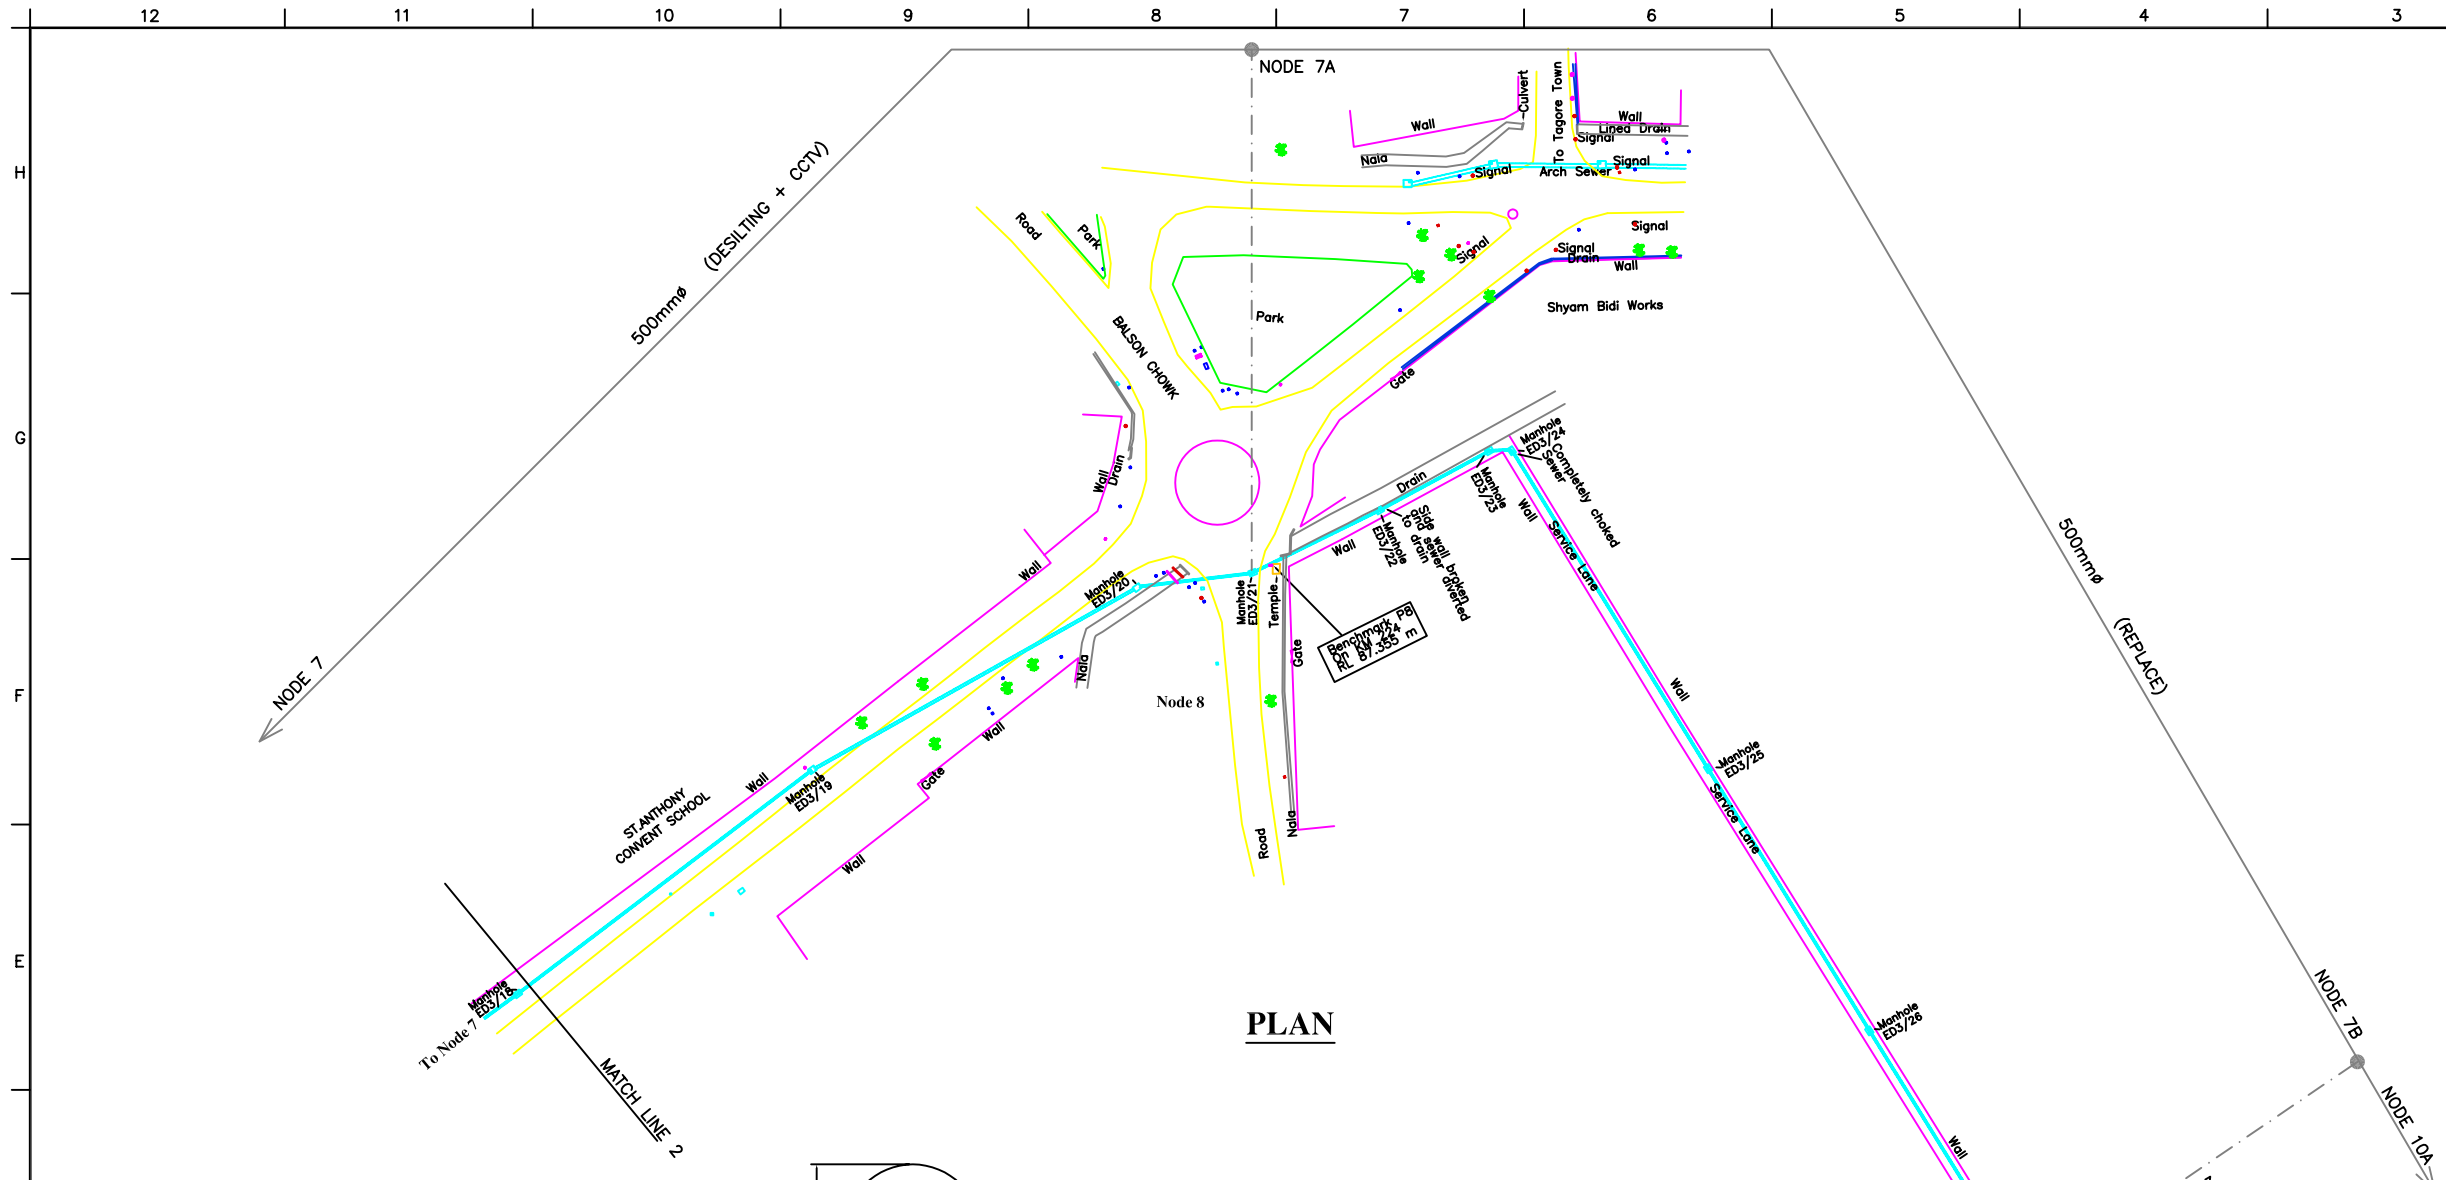 12 11 10 9 8 7 6 5 4 3
H
G
F
E
NODE 7A
500mmø (DESILTING + CCTV)
NODE 7
500mmø (REPLACE)
NODE 7B
NODE 10A
Culvert
To Tagore Town
Wall
Wall
Lined Drain
Signal
Nala
Signal
Signal
Arch Sewer
Road
Park
Signal
Signal
Signal
Drain
Wall
Park
Shyam Bidi Works
BALSON CHOWK
Gate
Manhole
ED3/24
Completely choked
Sewer
Wall
Drain
Drain
Manhole
ED3/23
Wall
Service Lane
Side wall broken
and sewer diverted
to drain
Manhole
ED3/22
Wall
Wall
Manhole
ED3/20
Manhole
ED3/21
Temple
Benchmark P8
On KM 224
RL 87.355 m
Gate
Nala
Node 8
Wall
Wall
Gate
Wall
Manhole
ED3/19
Manhole
ED3/25
Service Lane
ST.ANTHONY
CONVENT SCHOOL
Wall
Road
Nala
Manhole
ED3/18
To Node 7
Manhole
ED3/26
PLAN
MATCH LINE 2
Wall